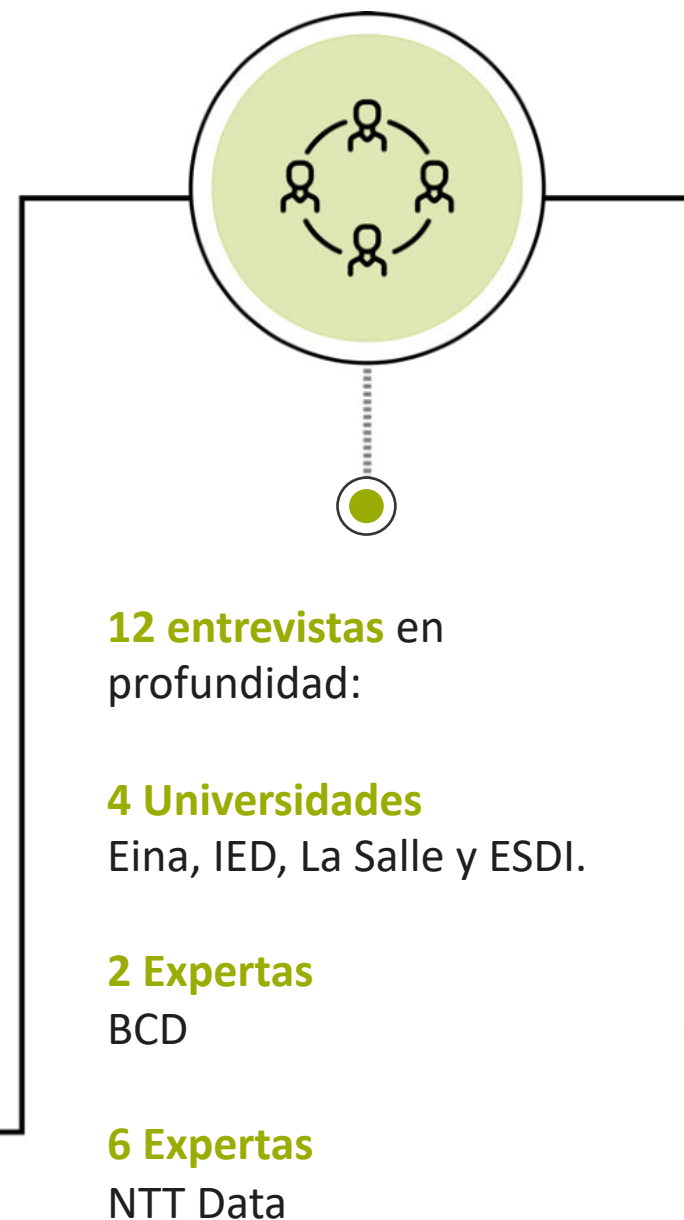 12 entrevistas en
profundidad:
4 Universidades
Eina, IED, La Salle y ESDI.
2 Expertas
BCD
6 Expertas
NTT Data